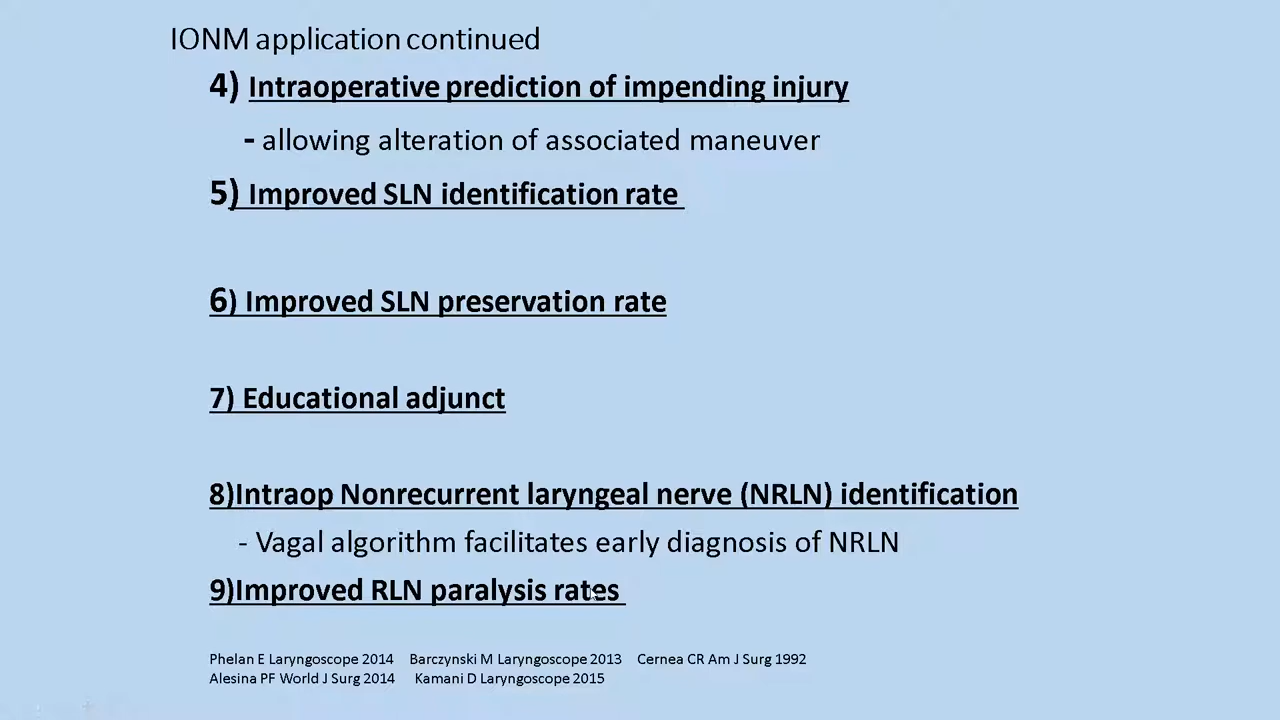 IONM application continued
4) Intraoperative prediction of impending injury
- allowing alteration of associated maneuver
5) Improved SLN identification rate
6) Improved SLN preservation rate
7) Educational adjunct
8)Intraop Nonrecurrent laryngeal nerve (NRLN) identification
- Vagal algorithm facilitates early diagnosis of NRLN
9)Improved RLN paralysis rates
Phelan E Laryngoscope 2014 Barczynski M Laryngoscope 2013 Cernea CR Am J Surg 1992
Alesina PF World J Surg 2014 Kamani D Laryngoscope 2015